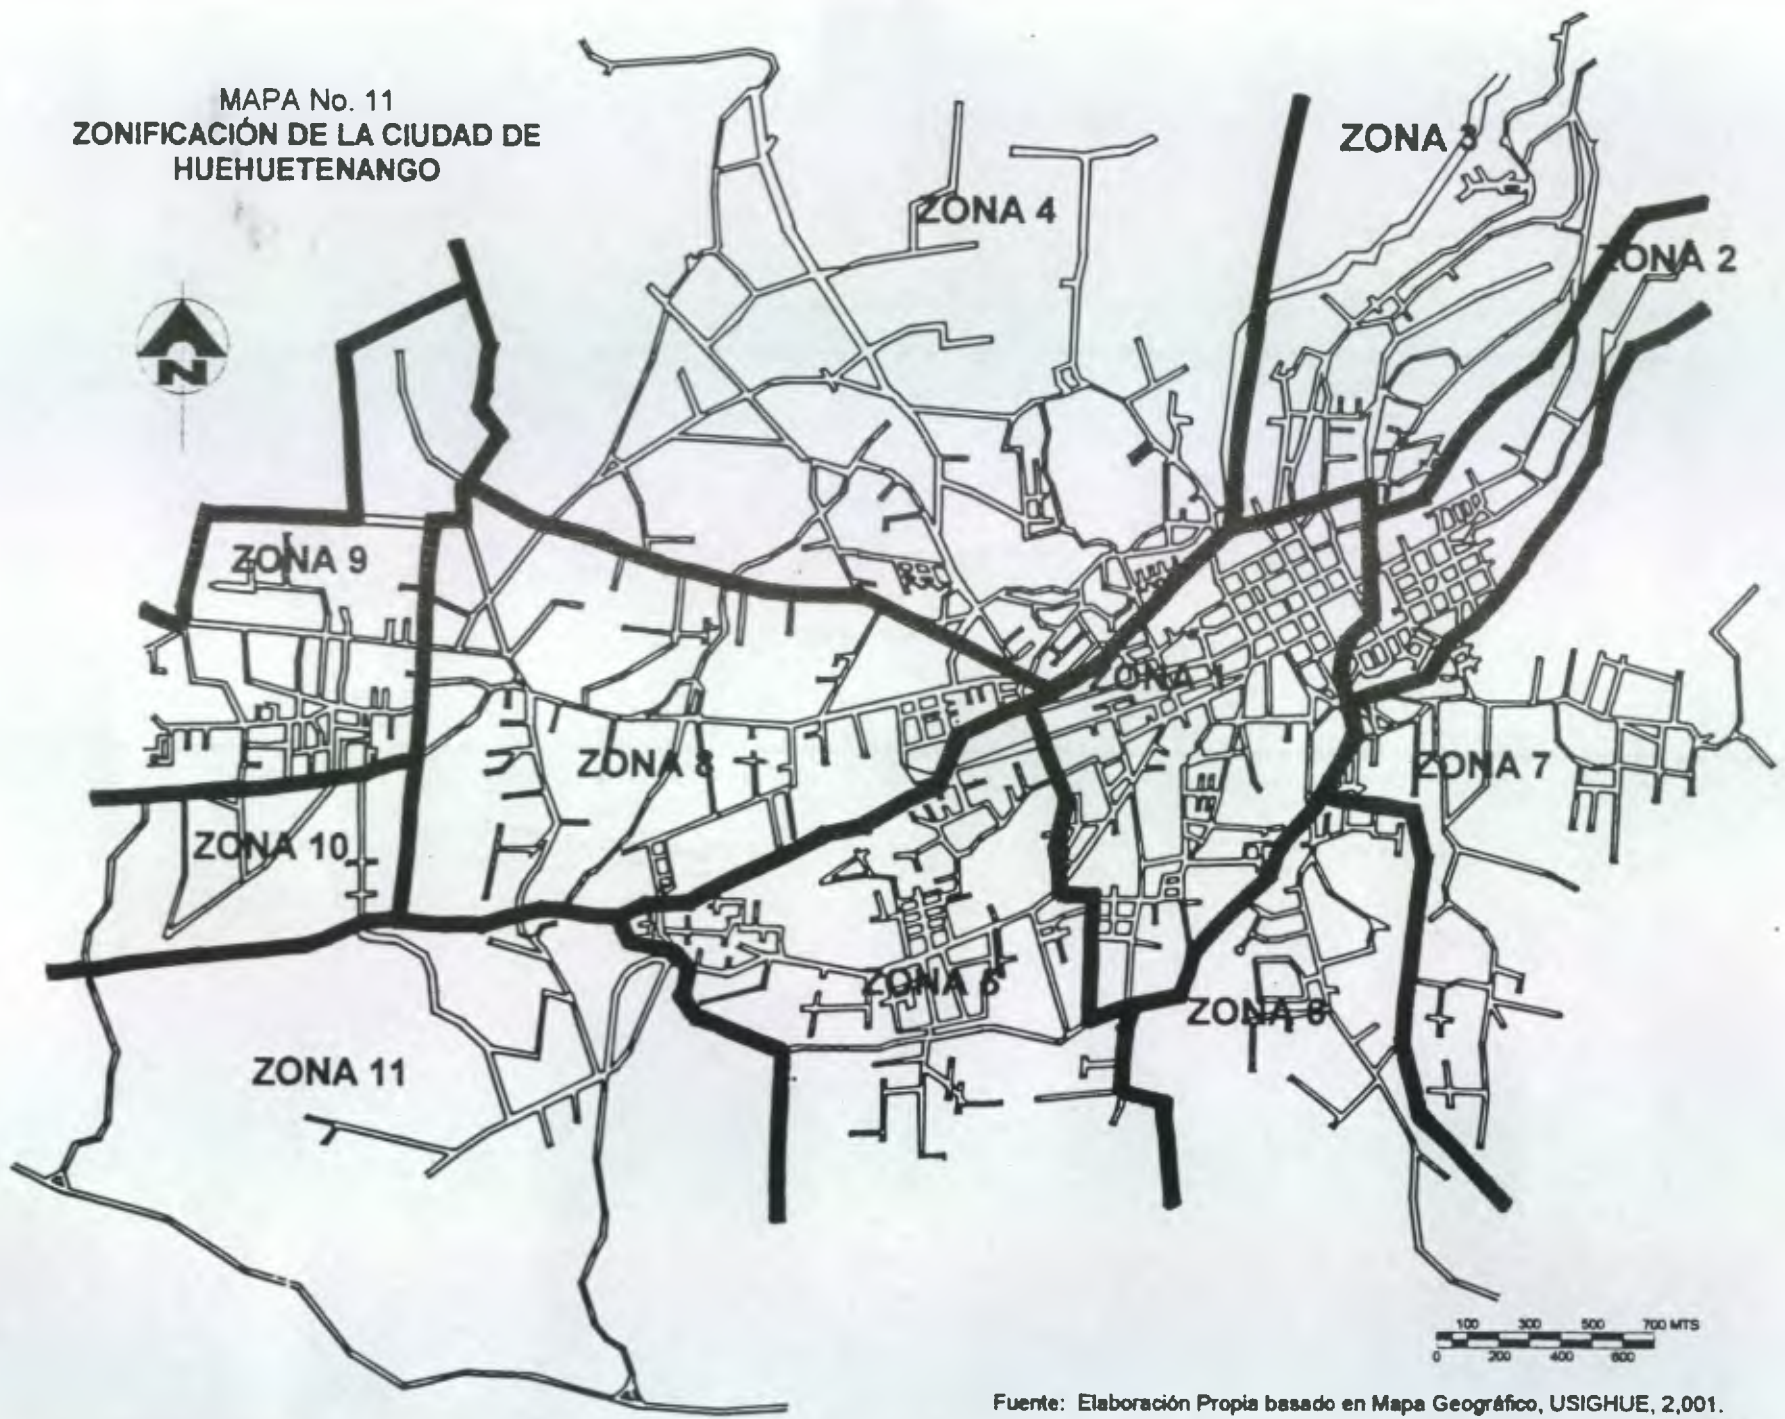 MAPA No. 11
ZONIFICACIÓN DE LA CIUDAD DE
HUEHUETENANGO
ZONA 3
ZONA 4
ZONA 2
N
ZONA 9
ZONA 1
ZONA 8
ZONA 7
ZONA 10
ZONA 5
ZONA 6
ZONA 11
100 300 500 700 MTS
0 200 400 600
Fuente: Elaboración Propia basado en Mapa Geográfico, USIGHUE, 2,001.